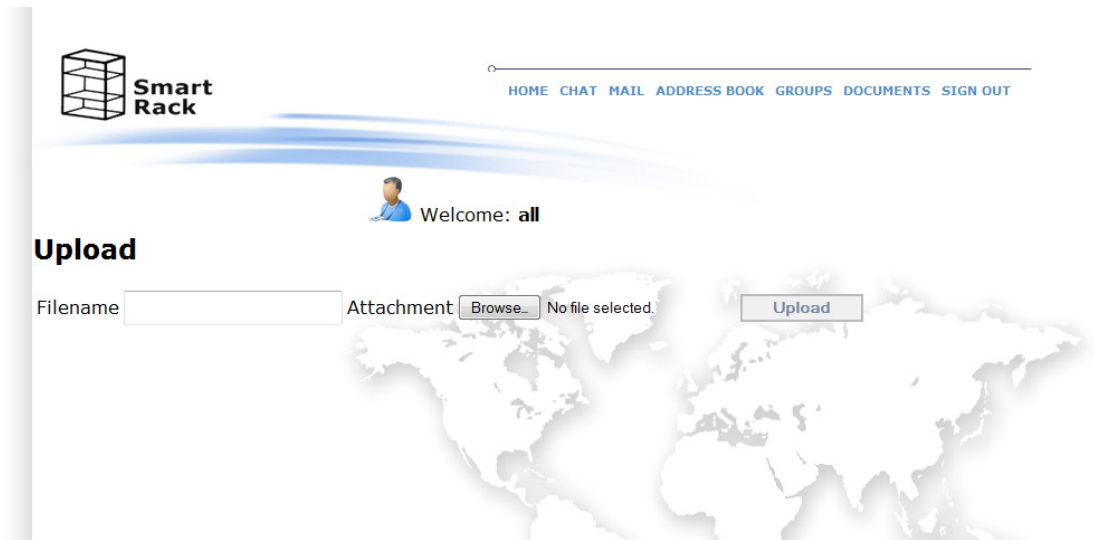 Smart
Rack
HOME CHAT MAIL ADDRESS BOOK GROUPS DOCUMENTS SIGN OUT
Welcome: all
Upload
Filename Attachment Browse... No file selected. Upload